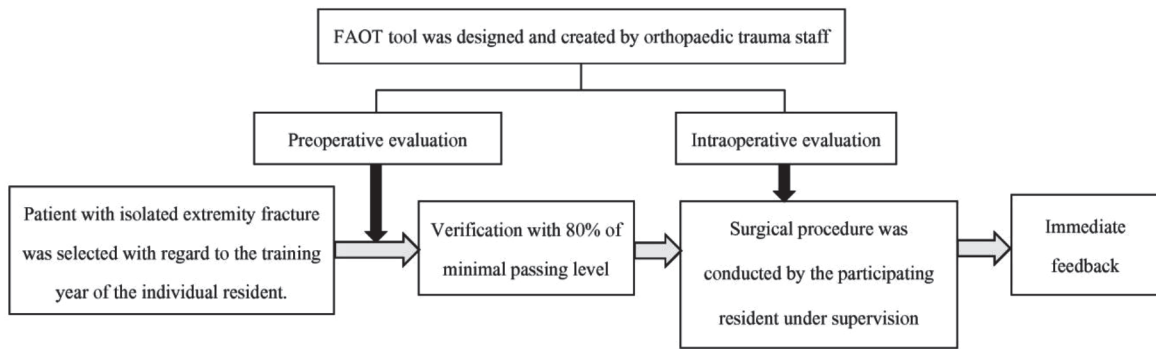 FAOT tool was designed and created by orthopaedic trauma staff
Preoperative evaluation
Intraoperative evaluation
Patient with isolated extremity fracture
was selected with regard to the training
year of the individual resident.
Verification with 80% of
minimal passing level
Surgical procedure was
conducted by the participating
resident under supervision
Immediate
feedback